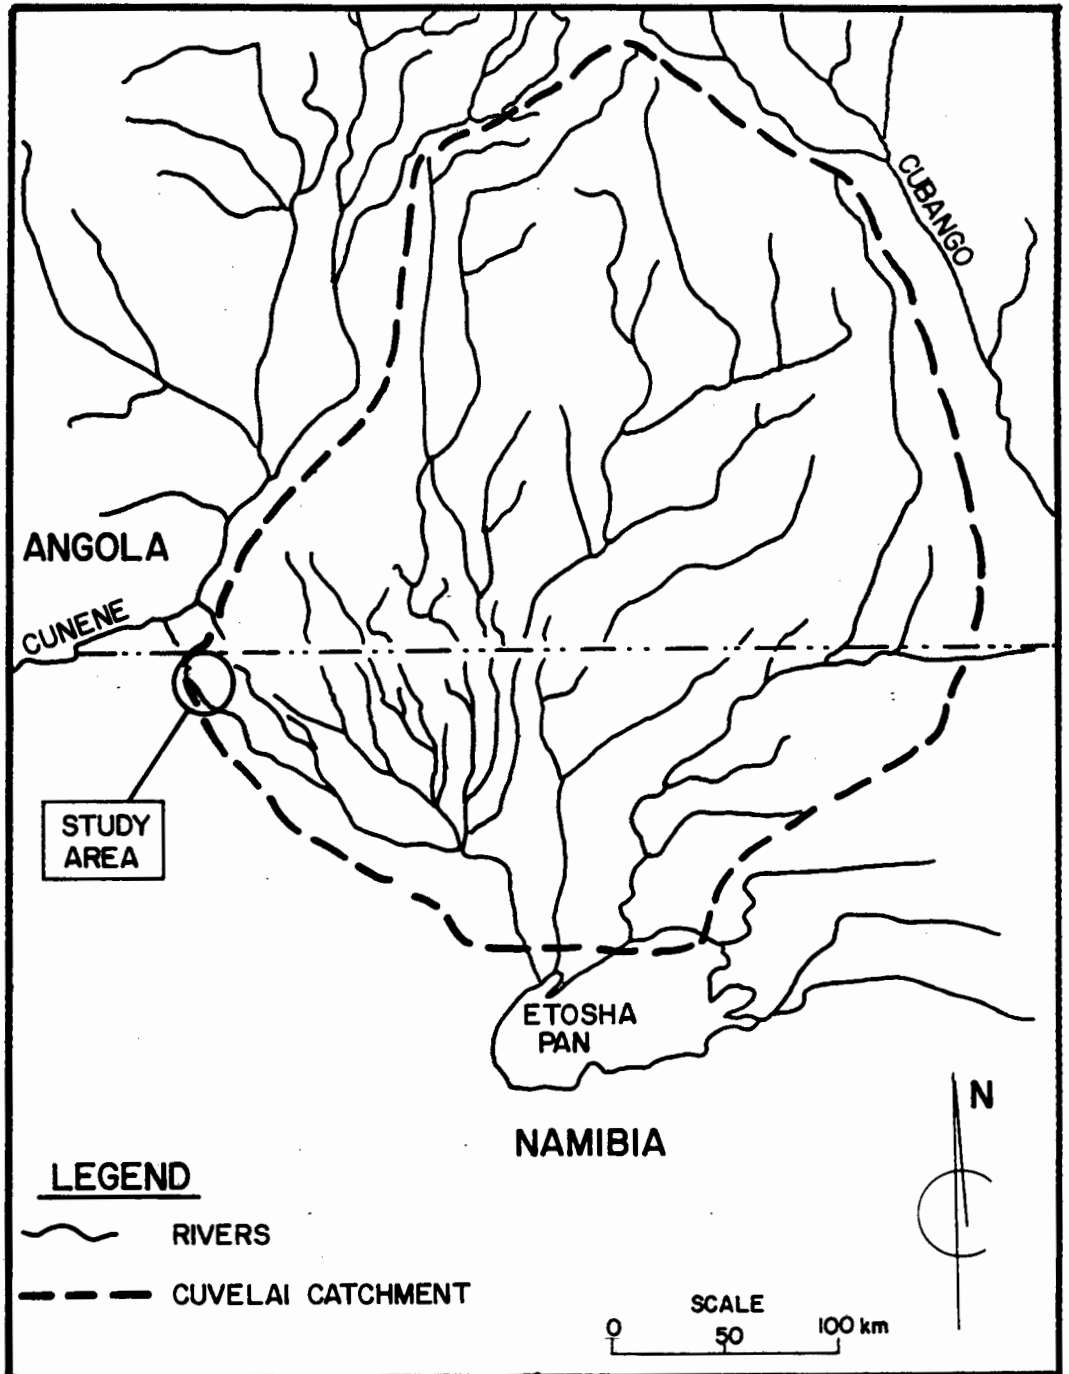 CUBANGO
ANGOLA
CUNENE
STUDY
AREA
ETOSHA
PAN
NAMIBIA
N
LEGEND
RIVERS
CUVELAI CATCHMENT
SCALE
0 50 100 km